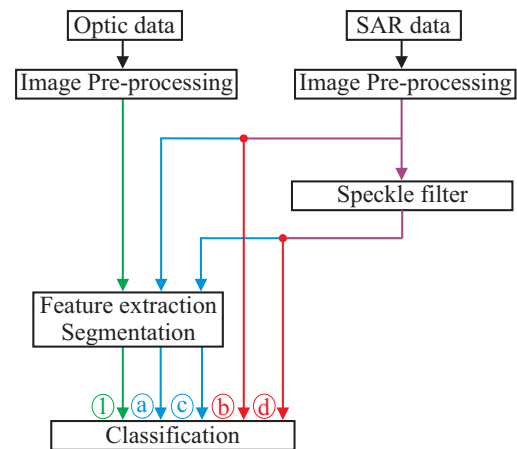 Optic data
SAR data
Image Pre-processing
Image Pre-processing
Speckle filter
Feature extraction
Segmentation
1 a c b d
Classification